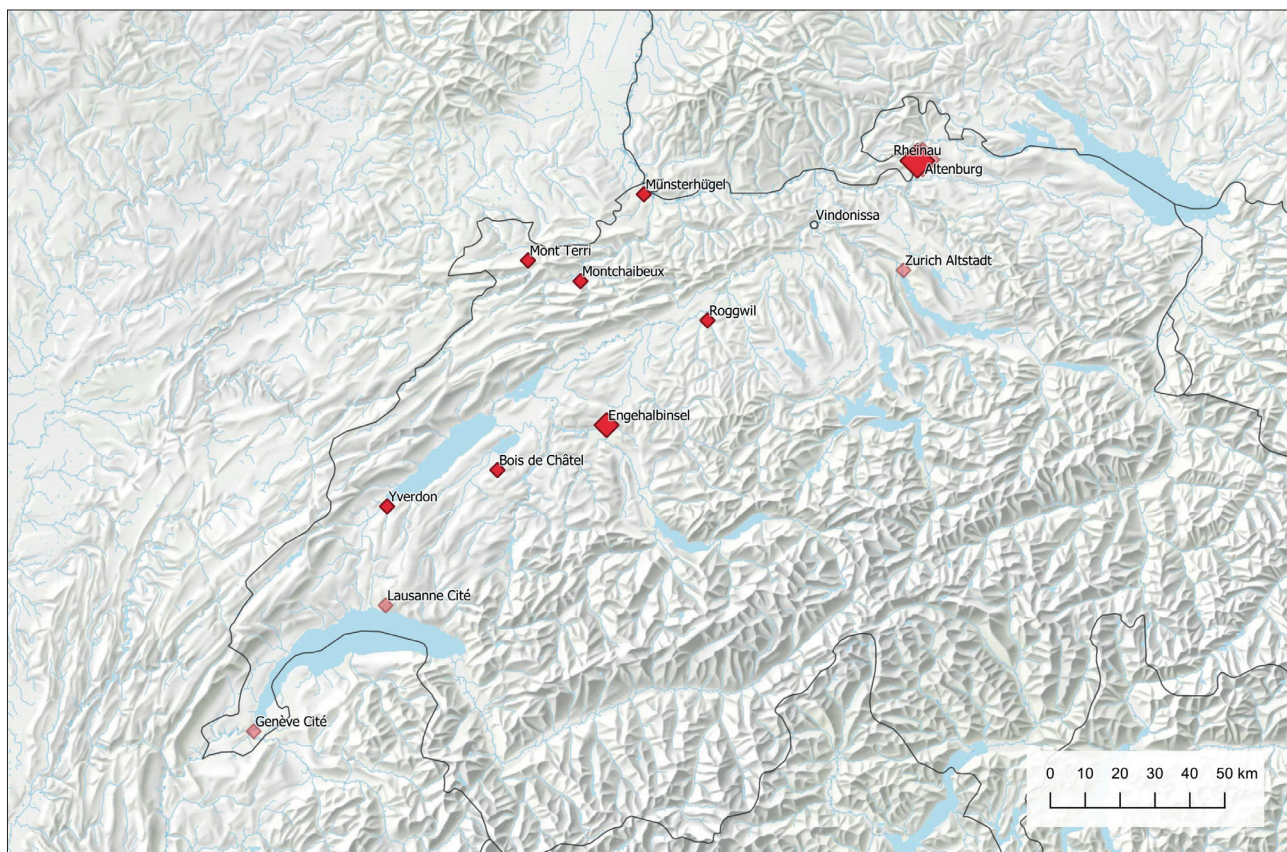 Rheinau
Altenburg
Münsterhügel
Vindonissa
Mont Terri
Zurich Altstadt
Montchaibeux
Roggwil
Engehalbinsel
Bois de Châtel
Yverdon
Lausanne Cité
Genève Cité
0 10 20 30 40 50 km